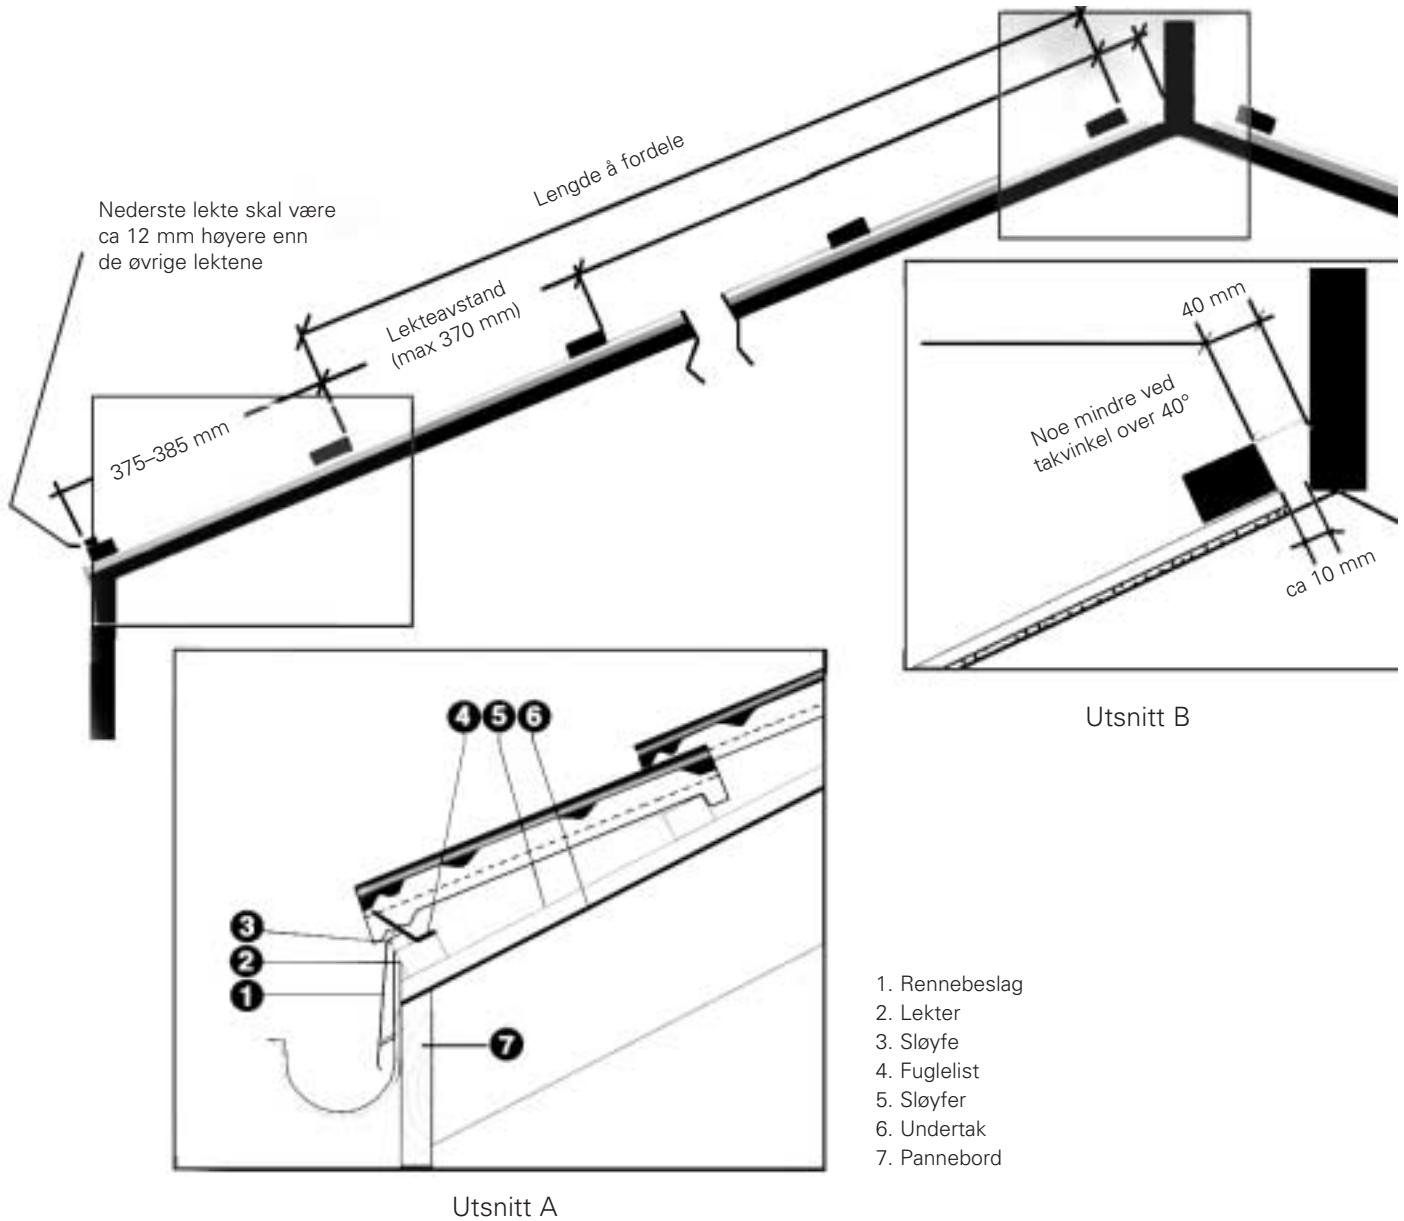 Lengde å fordele
Nederste lekte skal være
ca 12 mm høyere enn
de øvrige lektene
Lekteavstand
(max 370 mm)
375–385 mm
40 mm
Noe mindre ved
takvinkel over 40°
ca 10 mm
Utsnitt B
4 5 6
3
2
1
7
1. Rennebeslag
2. Lekter
3. Sløyfe
4. Fuglelist
5. Sløyfer
6. Undertak
7. Pannebord
Utsnitt A